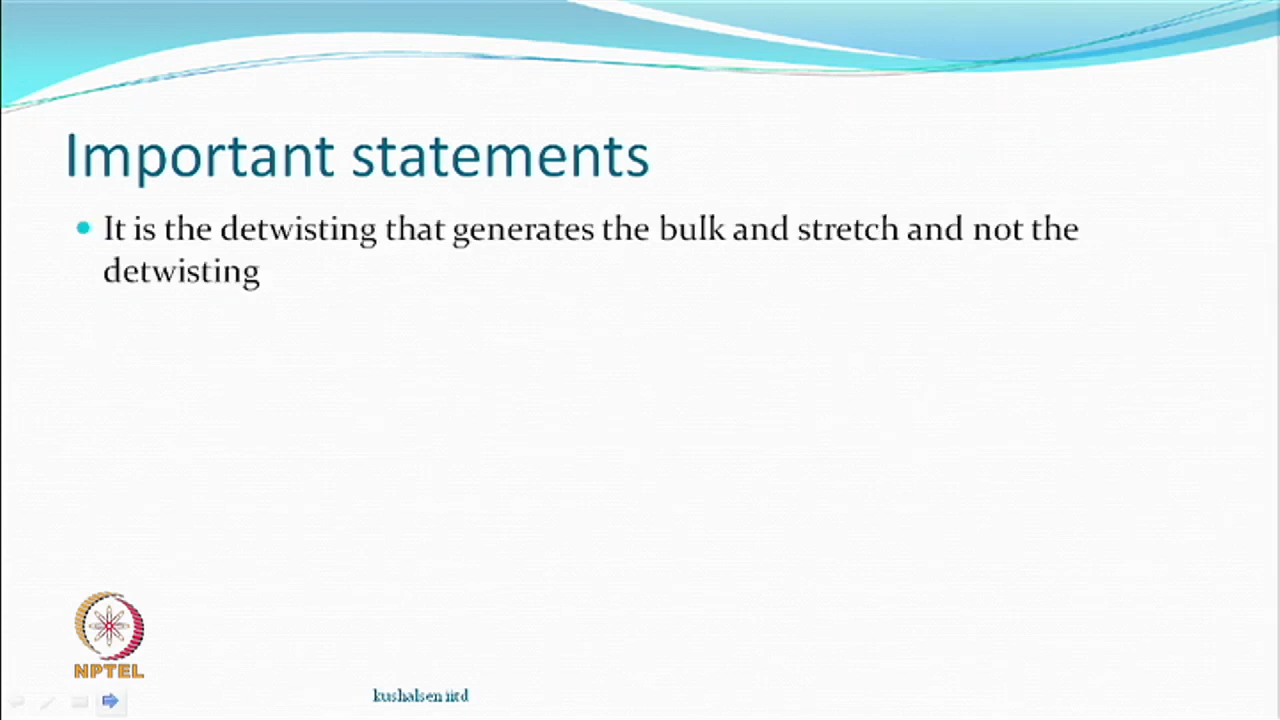 Important statements
It is the detwisting that generates the bulk and stretch and not the
detwisting
NPTEL
kushalsen iitd